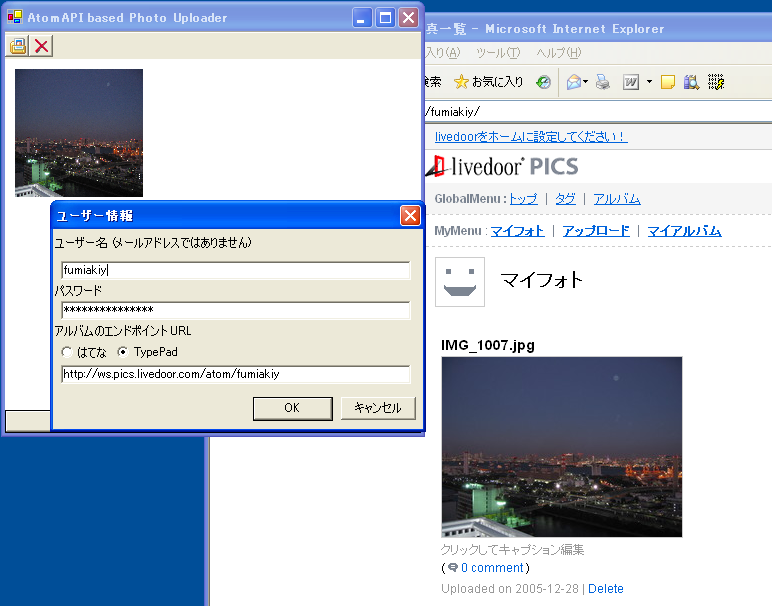 AtomAPI based Photo Uploader
ユーザー情報
ユーザー名 (メールアドレスではありません)
fumiakiy
パスワード
***************
アルバムのエンドポイント URL
はてな TypePad
http://ws.pics.livedoor.com/atom/fumiakiy
OK キャンセル
真一覧 - Microsoft Internet Explorer
入り(A) ツール(T) ヘルプ(H)
検索 お気に入り
/fumiakiy/
livedoorをホームに設定してください！
livedoor PICS
GlobalMenu : トップ | タグ | アルバム
MyMenu : マイフォト | アップロード | マイアルバム
マイフォト
IMG_1007.jpg
クリックしてキャプション編集
( 0 comment )
Uploaded on 2005-12-28 | Delete